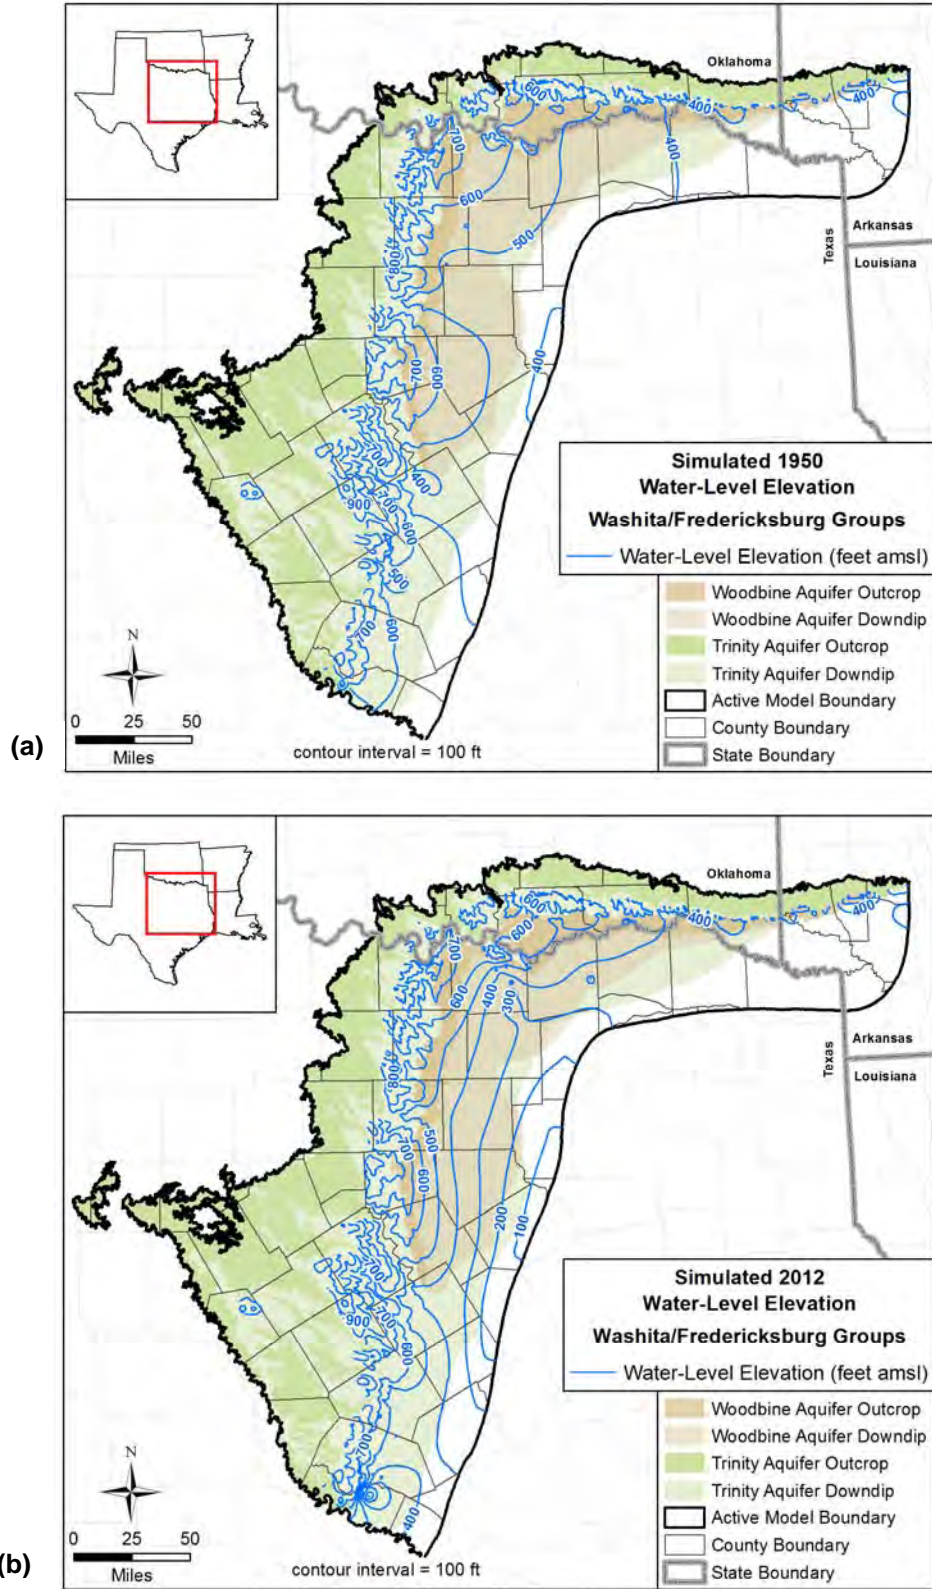 Oklahoma
600
400
400
700
600
400
500
Texas
Arkansas
Louisiana
800
400
700
600
700
400
900
700
600
500
600
700
Simulated 1950
Water-Level Elevation
Washita/Fredericksburg Groups
Water-Level Elevation (feet amsl)
Woodbine Aquifer Outcrop
Woodbine Aquifer Downdip
Trinity Aquifer Outcrop
Trinity Aquifer Downdip
Active Model Boundary
County Boundary
State Boundary
N
0 25 50
Miles
contour interval = 100 ft
(a)
Oklahoma
600
400
400
600
700
600
400
300
Texas
Arkansas
Louisiana
800
500
700
600
200
100
700
900
700
600
700
400
Simulated 2012
Water-Level Elevation
Washita/Fredericksburg Groups
Water-Level Elevation (feet amsl)
Woodbine Aquifer Outcrop
Woodbine Aquifer Downdip
Trinity Aquifer Outcrop
Trinity Aquifer Downdip
Active Model Boundary
County Boundary
State Boundary
N
0 25 50
Miles
contour interval = 100 ft
(b)